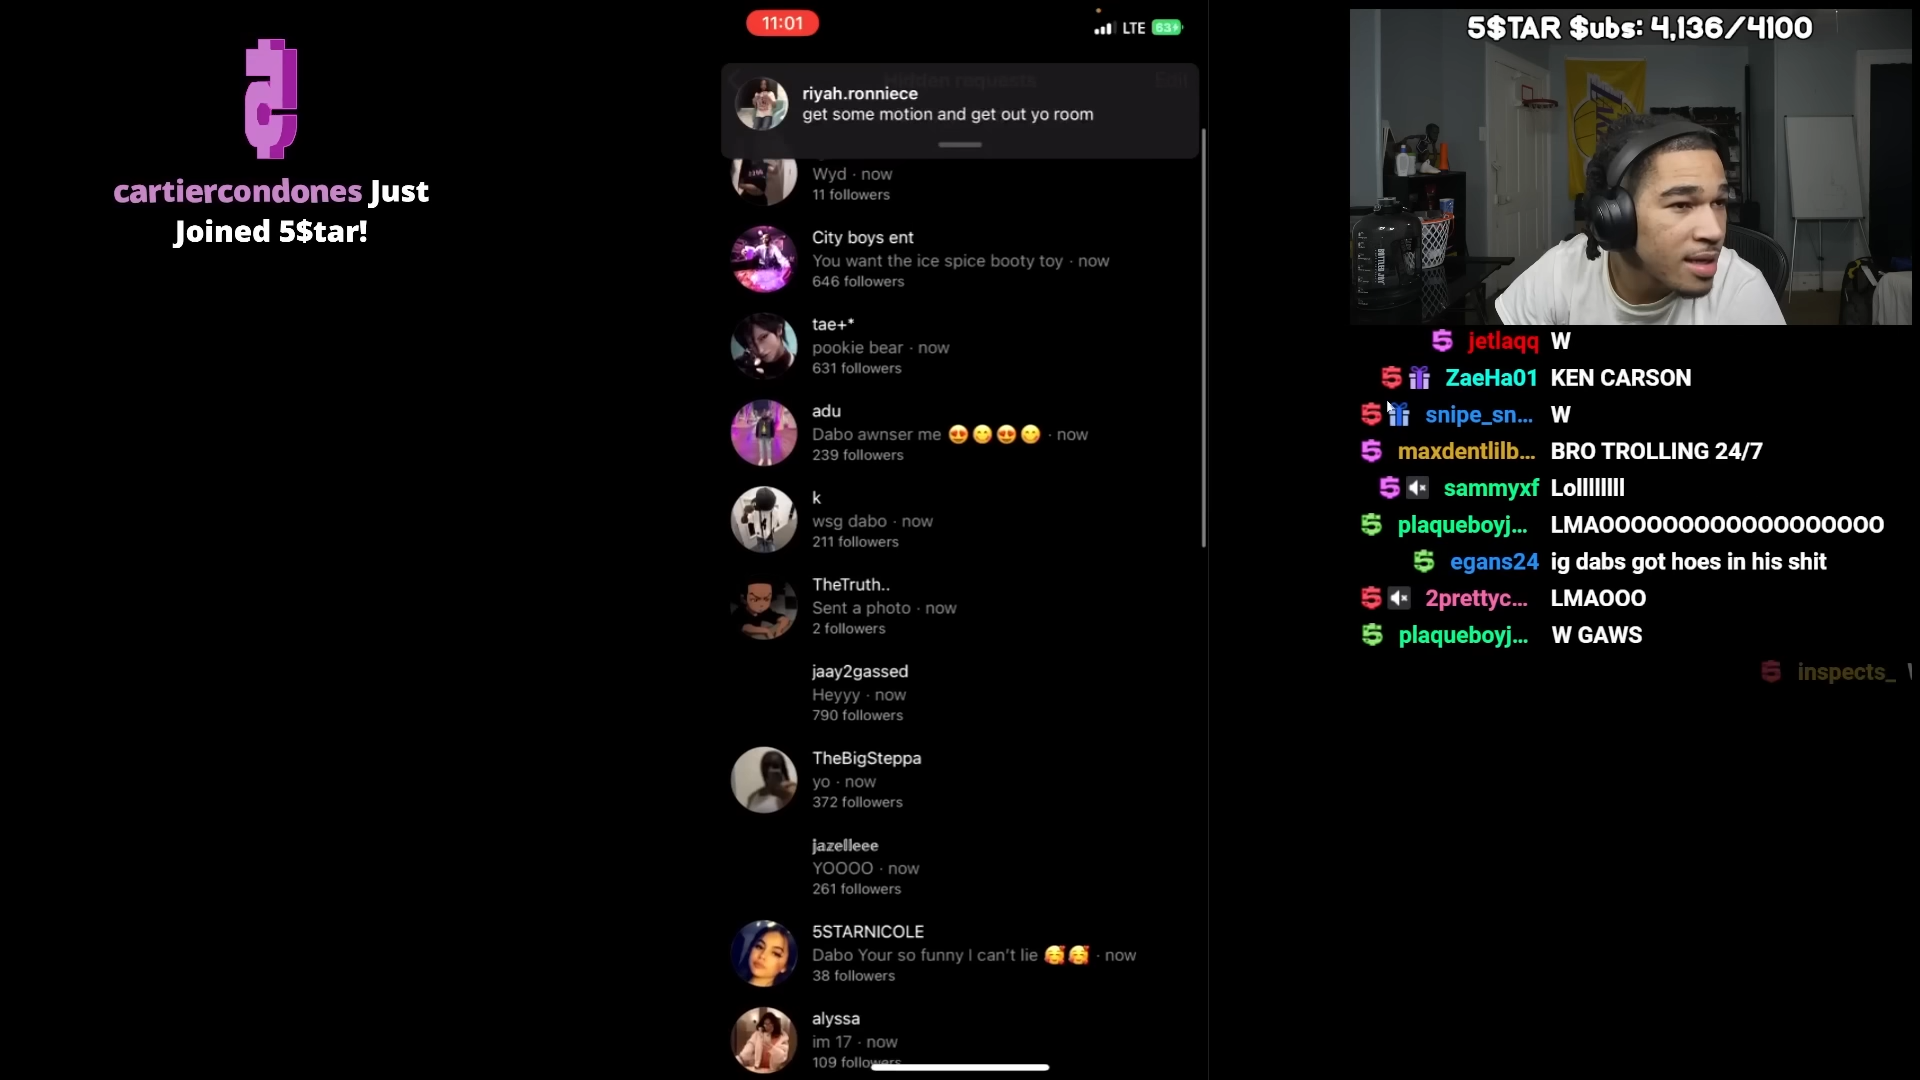 cartiercondones Just
Joined 5$tar!
11:01
LTE 63+
Hidden requests Edit
riyah.ronniece
get some motion and get out yo room
Wyd · now
11 followers
City boys ent
You want the ice spice booty toy · now
646 followers
tae+*
pookie bear · now
631 followers
adu
Dabo awnser me 😍😋😍😋 · now
239 followers
k
wsg dabo · now
211 followers
TheTruth..
Sent a photo · now
2 followers
jaay2gassed
Heyyy · now
790 followers
TheBigSteppa
yo · now
372 followers
jazelleee
YOOOO · now
261 followers
5STARNICOLE
Dabo Your so funny I can't lie 🥰🥰 · now
38 followers
alyssa
im 17 · now
109 followers
5$TAR $ubs: 4,136/4100
jetlaqq W
ZaeHa01 KEN CARSON
snipe_sn... W
maxdentlilb... BRO TROLLING 24/7
sammyxf Lollllllll
plaqueboyj... LMAOOOOOOOOOOOOOOOOOO
egans24 ig dabs got hoes in his shit
2prettyc... LMAOOO
plaqueboyj... W GAWS
inspects_